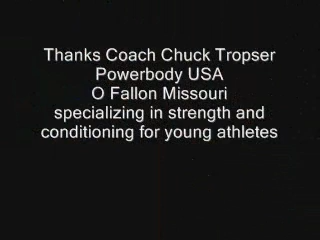 Thanks Coach Chuck Tropser
Powerbody USA
O Fallon Missouri
specializing in strength and
conditioning for young athletes